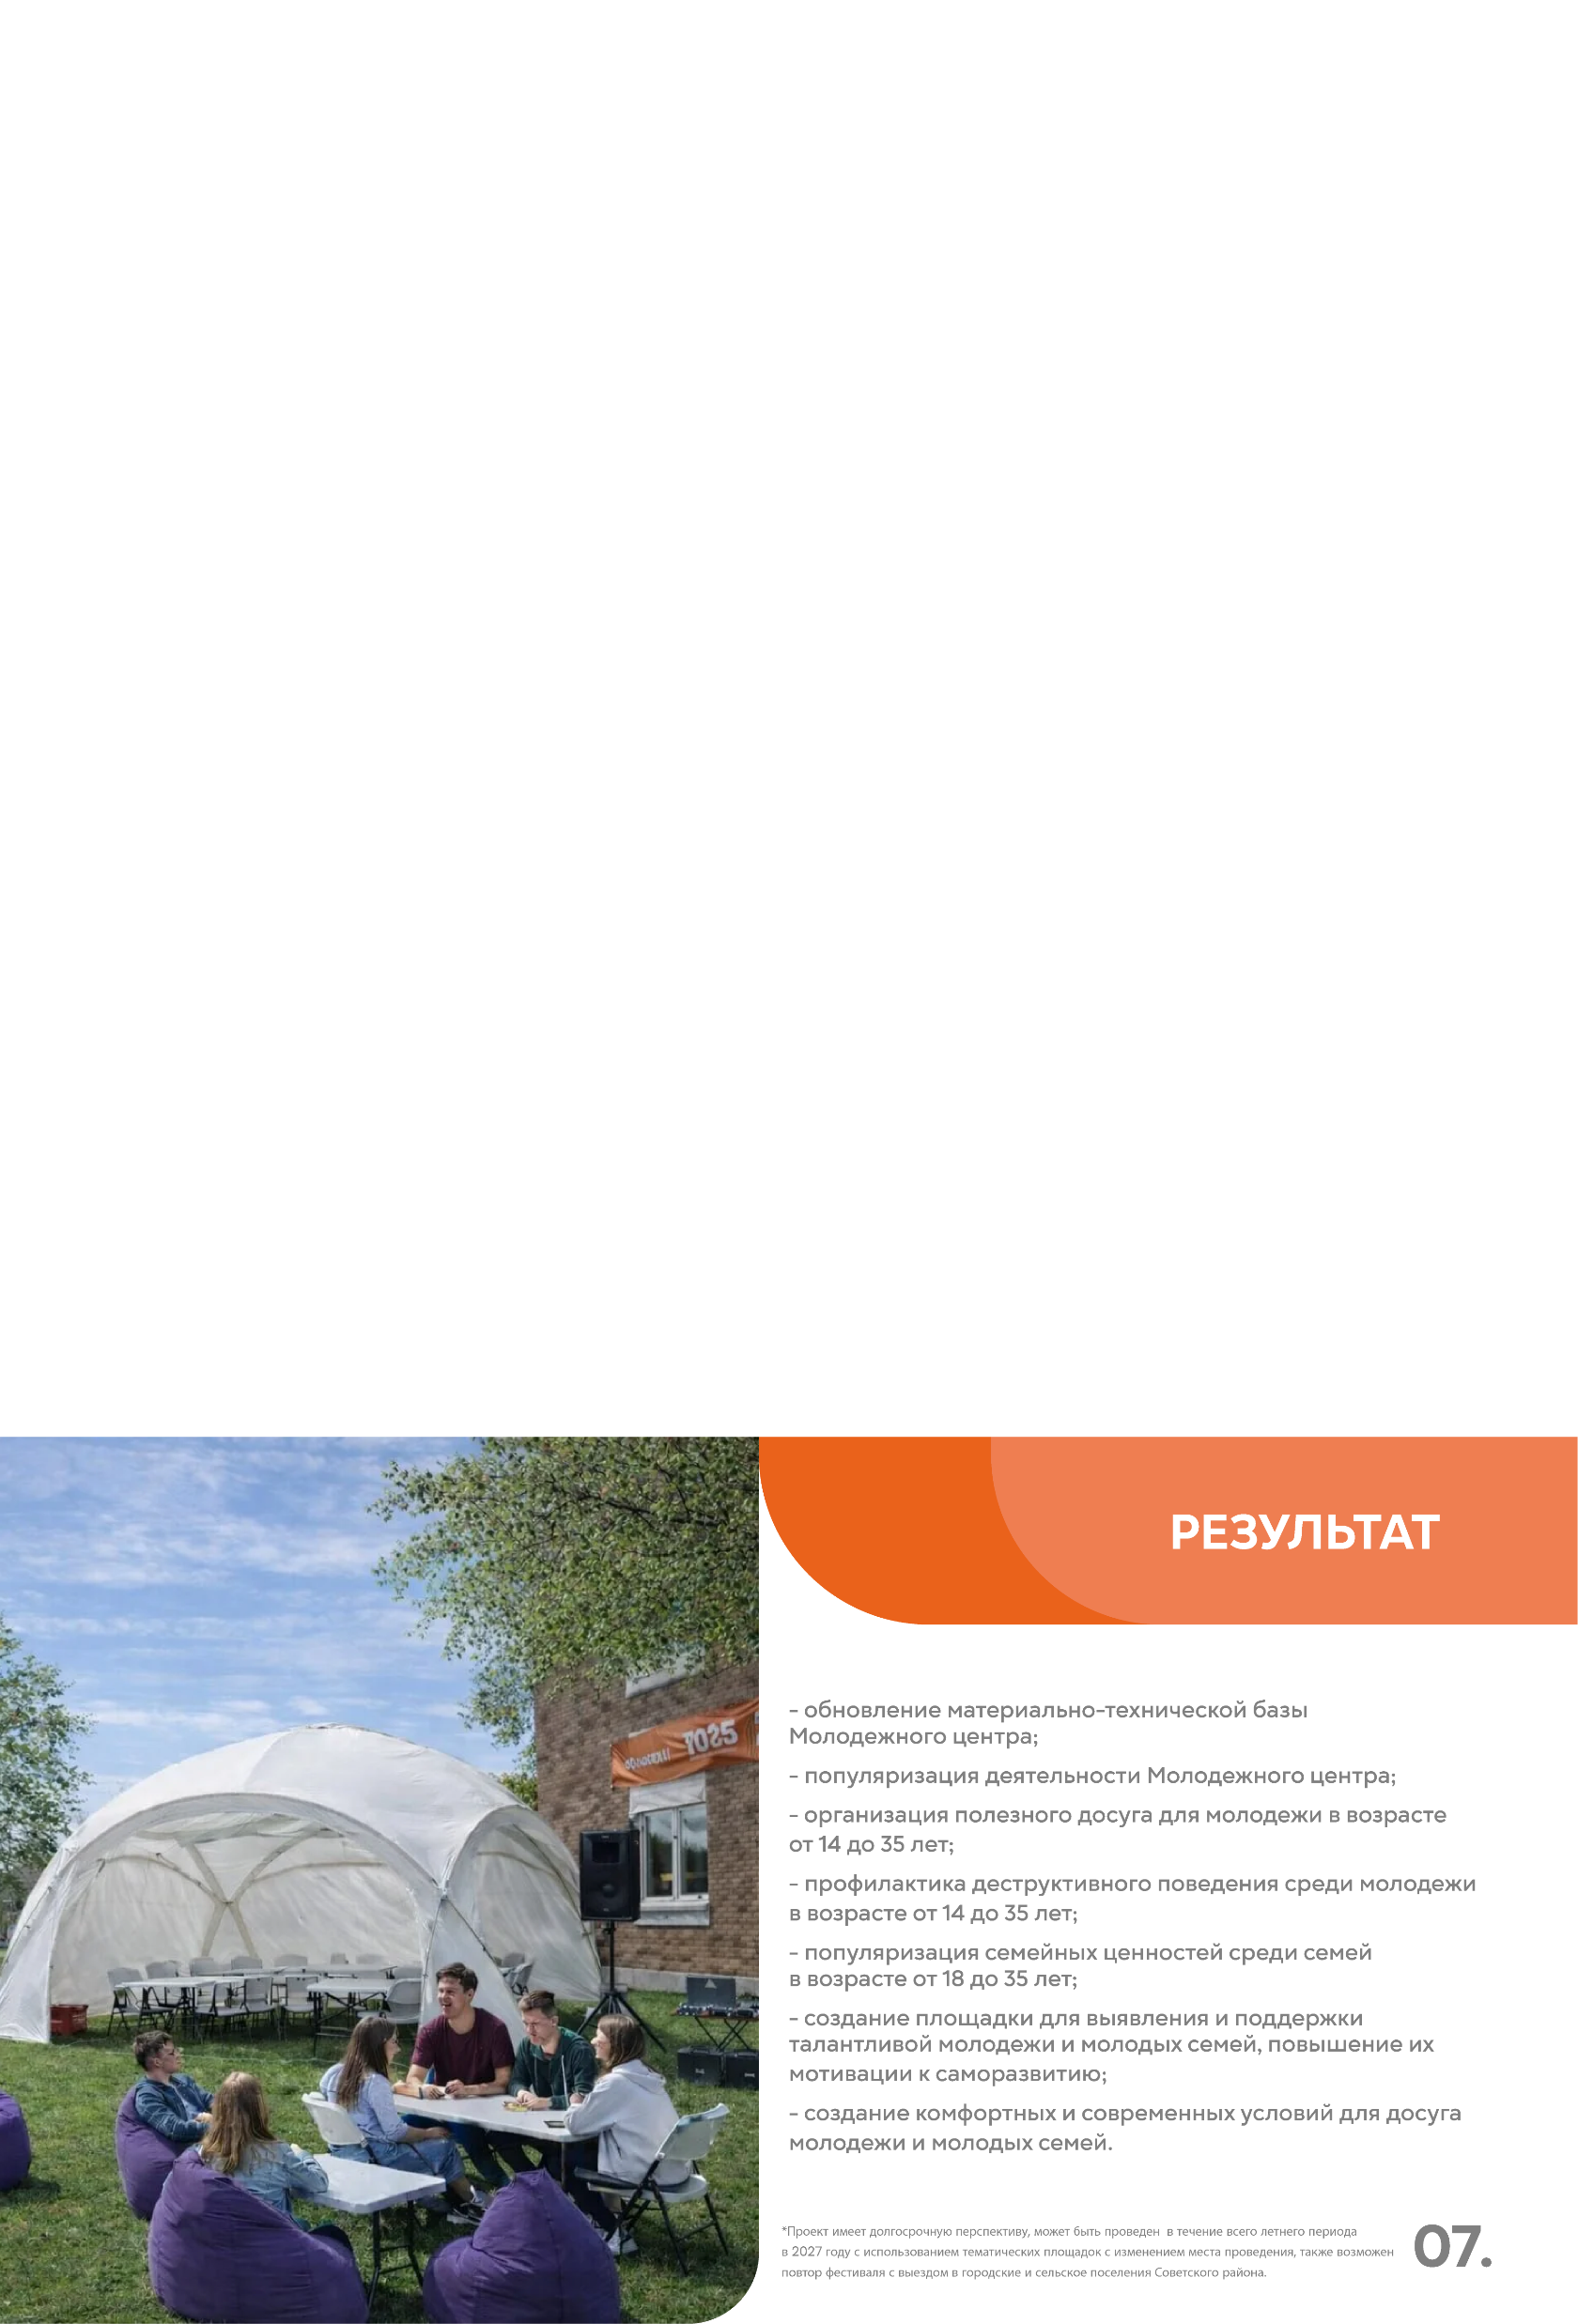 РЕЗУЛЬТАТ
- обновление материально-технической базы
Молодежного центра;
- популяризация деятельности Молодежного центра;
- организация полезного досуга для молодежи в возрасте
от 14 до 35 лет;
- профилактика деструктивного поведения среди молодежи
в возрасте от 14 до 35 лет;
- популяризация семейных ценностей среди семей
в возрасте от 18 до 35 лет;
- создание площадки для выявления и поддержки
талантливой молодежи и молодых семей, повышение их
мотивации к саморазвитию;
- создание комфортных и современных условий для досуга
молодежи и молодых семей.
*Проект имеет долгосрочную перспективу, может быть проведен в течение всего летнего периода
в 2027 году с использованием тематических площадок с изменением места проведения, также возможен
повтор фестиваля с выездом в городские и сельское поселения Советского района.
07.